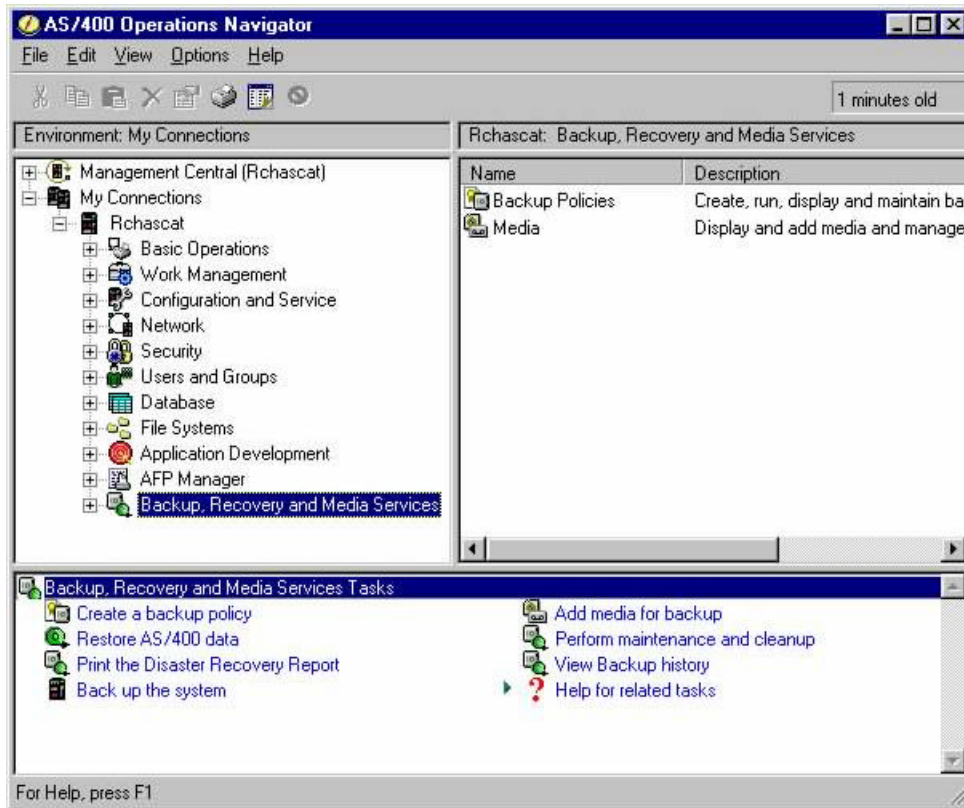 AS/400 Operations Navigator
File Edit View Options Help
1 minutes old
Environment: My Connections
Rchascat: Backup, Recovery and Media Services
Management Central (Rchascat)
My Connections
Rchascat
Basic Operations
Work Management
Configuration and Service
Network
Security
Users and Groups
Database
File Systems
Application Development
AFP Manager
Backup, Recovery and Media Services
Name Description
Backup Policies Create, run, display and maintain ba
Media Display and add media and manage
Backup, Recovery and Media Services Tasks
Create a backup policy
Restore AS/400 data
Print the Disaster Recovery Report
Back up the system
Add media for backup
Perform maintenance and cleanup
View Backup history
? Help for related tasks
For Help, press F1